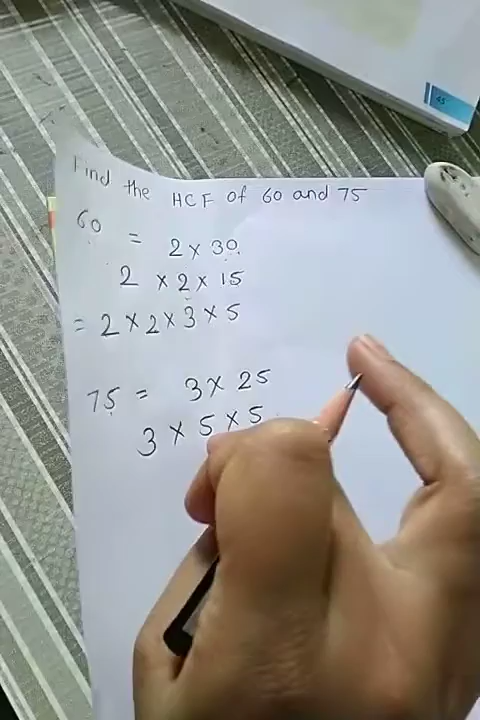 Find the HCF of 60 and 75
60 = 2 × 30
2 × 2 × 15
= 2 × 2 × 3 × 5
75 = 3 × 25
3 × 5 × 5
45